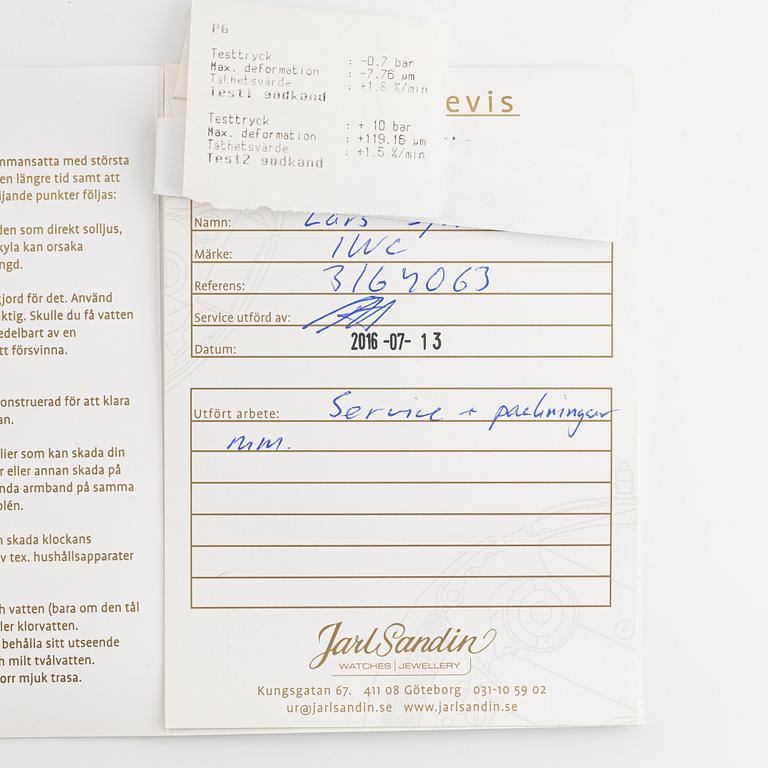 P6
Testtryck : -0.7 bar
Max. deformation : -7.76 µm
Täthetsvärde : +1.8 %/min
Test1 godkänd
Testtryck : + 10 bar
Max. deformation : +119.16 µm
Täthetsvärde : +1.5 %/min
Test2 godkänd
evis
Namn: Lars
Märke: IWC
Referens: 3164063
Service utförd av:
Datum: 2016-07-13
Utfört arbete: Service + packningar
mm.
Jarl Sandin
WATCHES | JEWELLERY
Kungsgatan 67. 411 08 Göteborg 031-10 59 02
ur@jarlsandin.se www.jarlsandin.se
mmansatta med största
en längre tid samt att
ljande punkter följas:
den som direkt solljus,
kyla kan orsaka
ngd.
gjord för det. Använd
ktig. Skulle du få vatten
edelbart av en
tt försvinna.
onstruerad för att klara
an.
lier som kan skada din
r eller annan skada på
nda armband på samma
olén.
n skada klockans
v tex. hushållsapparater
h vatten (bara om den tål
ller klorvatten.
behålla sitt utseende
h milt tvålvatten.
orr mjuk trasa.